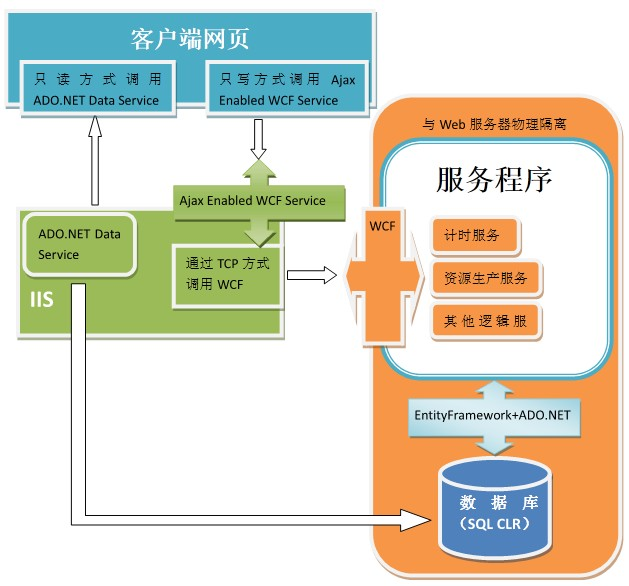 客户端网页
只读方式调用
ADO.NET Data Service
只写方式调用 Ajax
Enabled WCF Service
与 Web 服务器物理隔离
服务程序
Ajax Enabled WCF Service
WCF
ADO.NET Data
Service
计时服务
通过 TCP 方式
调用 WCF
资源生产服务
IIS
其他逻辑服
EntityFramework+ADO.NET
数据库
（SQL CLR）